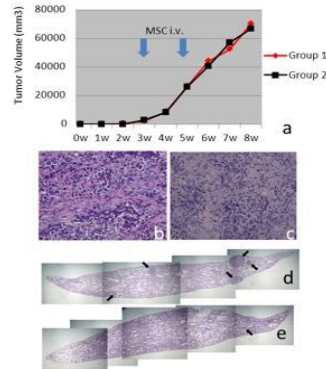 Tumor Volume (mm3)
80000
60000
40000
20000
0
MSC i.v.
Group 1
Group 2
0w 1w 2w 3w 4w 5w 6w 7w 8w
a
b
c
d
e